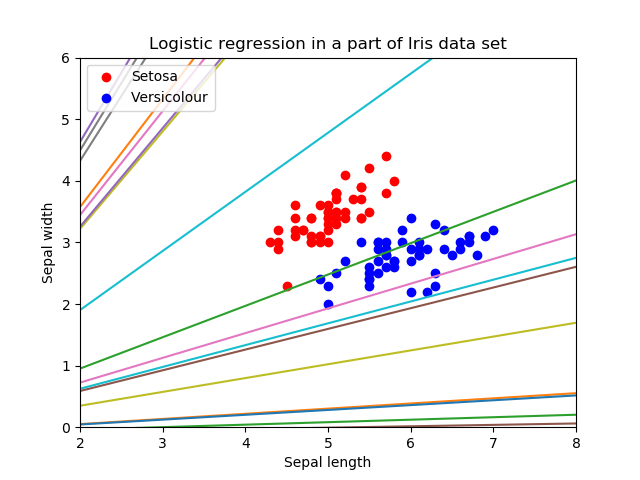 Logistic regression in a part of Iris data set
Setosa
Versicolour
Sepal width
6
5
4
3
2
1
0
2 3 4 5 6 7 8
Sepal length